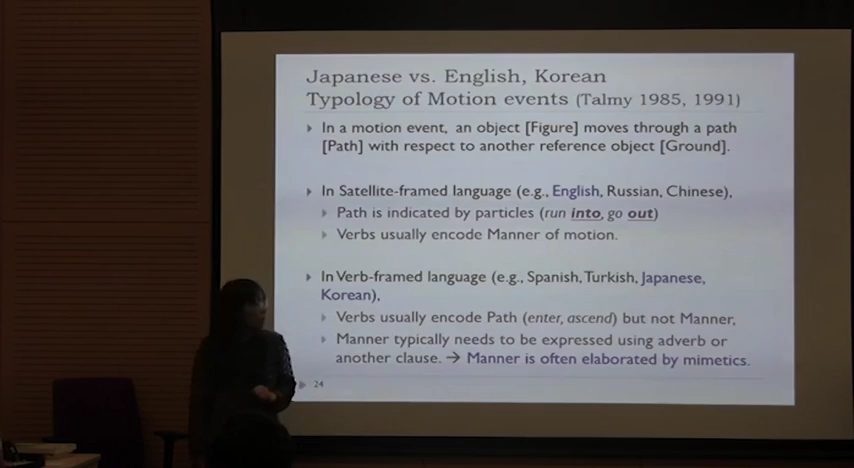 Japanese vs. English, Korean
Typology of Motion events (Talmy 1985, 1991)
In a motion event, an object [Figure] moves through a path
[Path] with respect to another reference object [Ground].
In Satellite-framed language (e.g., English, Russian, Chinese),
Path is indicated by particles (run into, go out)
Verbs usually encode Manner of motion.
In Verb-framed language (e.g., Spanish, Turkish, Japanese,
Korean),
Verbs usually encode Path (enter, ascend) but not Manner,
Manner typically needs to be expressed using adverb or
another clause. → Manner is often elaborated by mimetics.
24